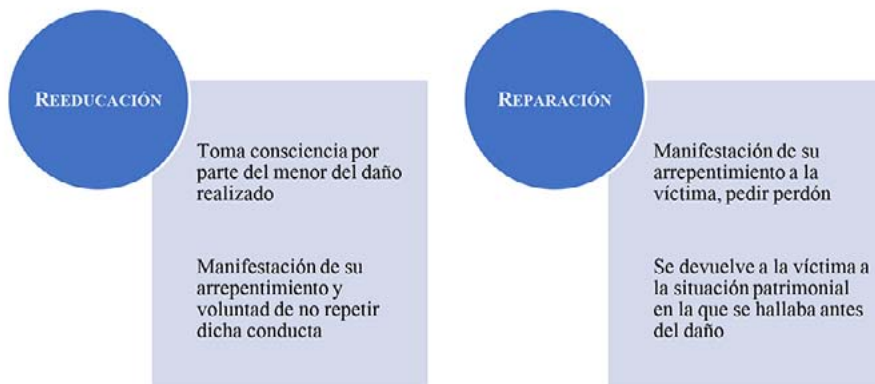 REEDUCACIÓN
Toma consciencia por
parte del menor del daño
realizado
Manifestación de su
arrepentimiento y
voluntad de no repetir
dicha conducta
REPARACIÓN
Manifestación de su
arrepentimiento a la
víctima, pedir perdón
Se devuelve a la víctima a
la situación patrimonial
en la que se hallaba antes
del daño